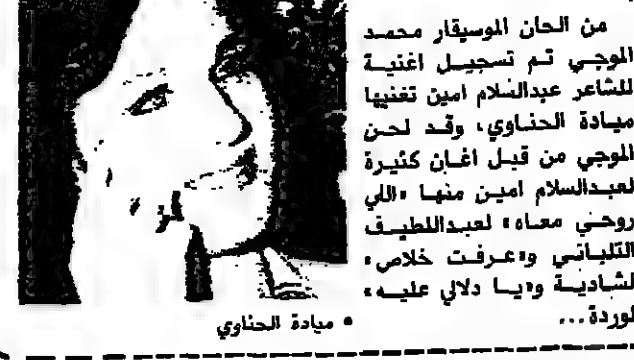 من الحان الموسيقار محمد
الموجي تم تسجيل اغنية
للشاعر عبدالسلام امين تغنيها
ميادة الحناوي، وقد لحن
الموجي من قبل اغان كثيرة
لعبدالسلام امين منها «اللي
روحي معاه» لعبداللطيف
التلباني و«عرفت خلاص»
لشادية و«يا دلالي عليه»
لوردة...
• ميادة الحناوي